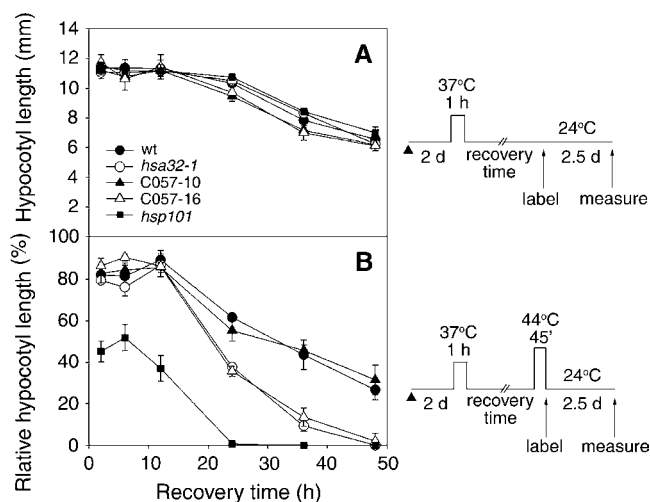 Hypocotyl length (mm)
14
12
10
8
6
4
2
0
A
wt
hsa32-1
C057-10
C057-16
hsp101
37°C
1 h
24°C
2 d
recovery
time
2.5 d
label
measure
Rlative hypocotyl length (%)
100
80
60
40
20
0
B
0
10
20
30
40
50
Recovery time (h)
37°C
1 h
44°C
45'
24°C
2 d
recovery
time
2.5 d
label
measure